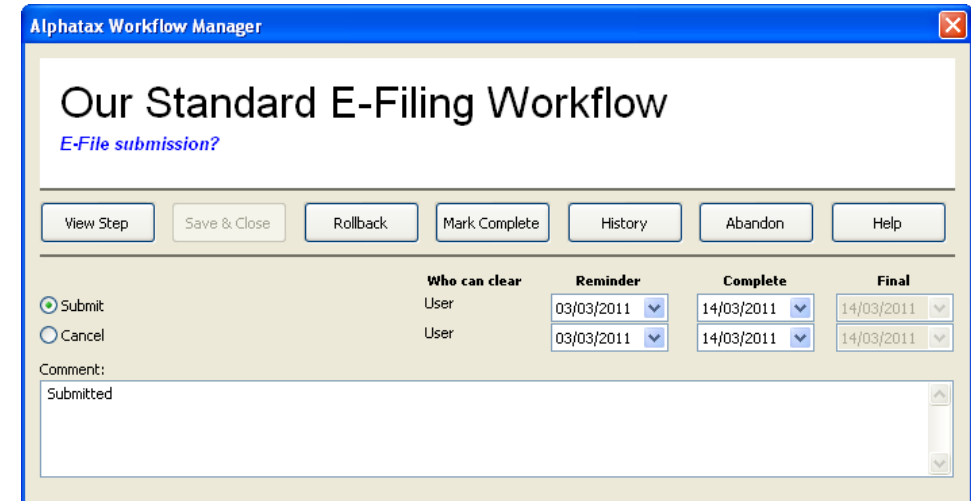 Alphatax Workflow Manager
Our Standard E-Filing Workflow
E-File submission?
View Step Save & Close Rollback Mark Complete History Abandon Help
Who can clear Reminder Complete Final
Submit User 03/03/2011 14/03/2011 14/03/2011
Cancel User 03/03/2011 14/03/2011 14/03/2011
Comment:
Submitted